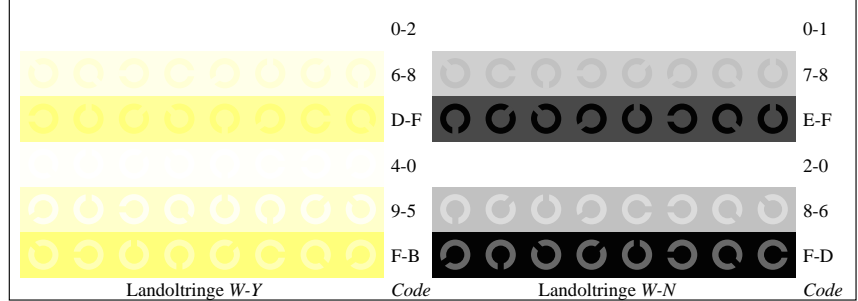 0-2 0-1
6-8 7-8
D-F E-F
4-0 2-0
9-5 8-6
F-B F-D
Landoltringe W-Y Code Landoltringe W-N Code